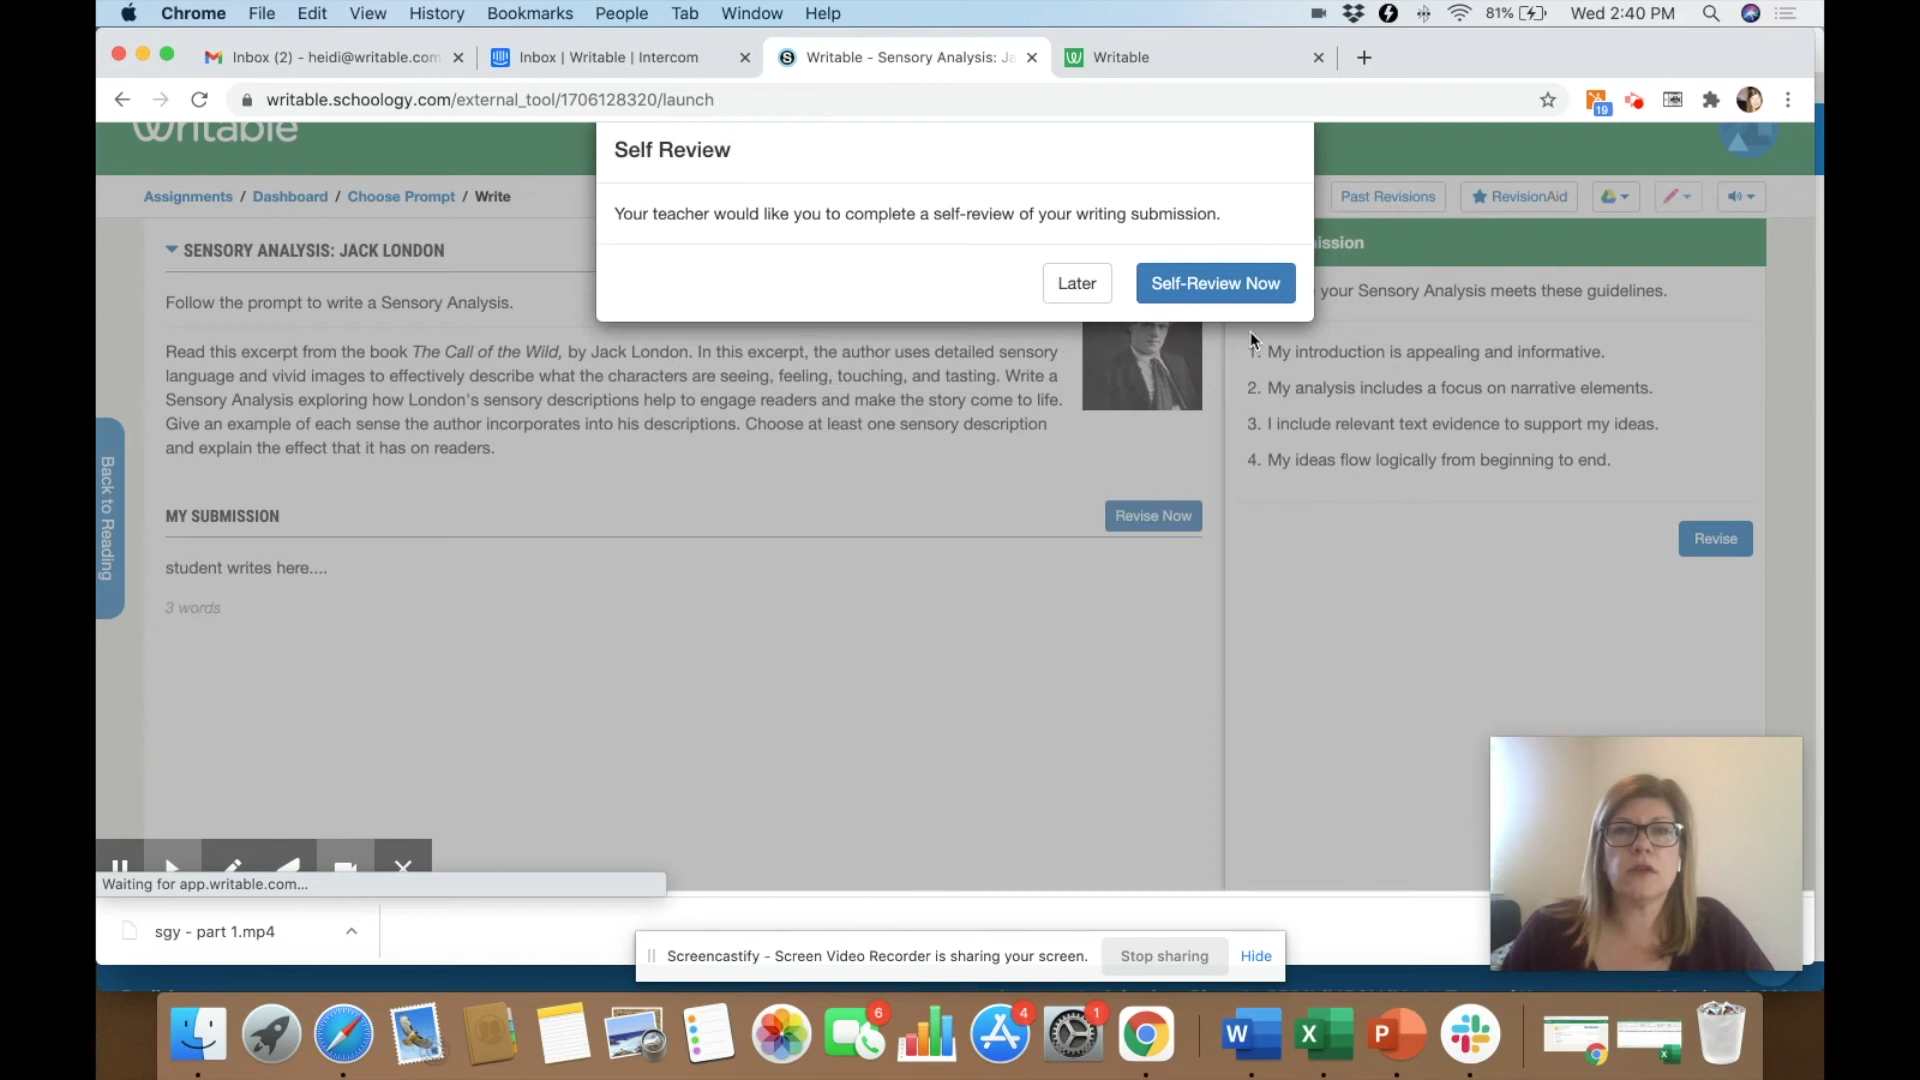 Chrome File Edit View History Bookmarks People Tab Window Help 81% Wed 2:40 PM
Inbox (2) - heidi@writable.com Inbox | Writable | Intercom Writable - Sensory Analysis: Ja Writable
writable.schoology.com/external_tool/1706128320/launch 19
Writable
Self Review
Your teacher would like you to complete a self-review of your writing submission.
Later Self-Review Now
Assignments / Dashboard / Choose Prompt / Write Past Revisions RevisionAid
SENSORY ANALYSIS: JACK LONDON
Follow the prompt to write a Sensory Analysis.
Read this excerpt from the book The Call of the Wild, by Jack London. In this excerpt, the author uses detailed sensory
language and vivid images to effectively describe what the characters are seeing, feeling, touching, and tasting. Write a
Sensory Analysis exploring how London's sensory descriptions help to engage readers and make the story come to life.
Give an example of each sense the author incorporates into his descriptions. Choose at least one sensory description
and explain the effect that it has on readers.
MY SUBMISSION Revise Now
student writes here....
3 words
Back to Reading
ission
your Sensory Analysis meets these guidelines.
1. My introduction is appealing and informative.
2. My analysis includes a focus on narrative elements.
3. I include relevant text evidence to support my ideas.
4. My ideas flow logically from beginning to end.
Revise
Waiting for app.writable.com...
sgy - part 1.mp4
Screencastify - Screen Video Recorder is sharing your screen. Stop sharing Hide
6 4 1 W X P